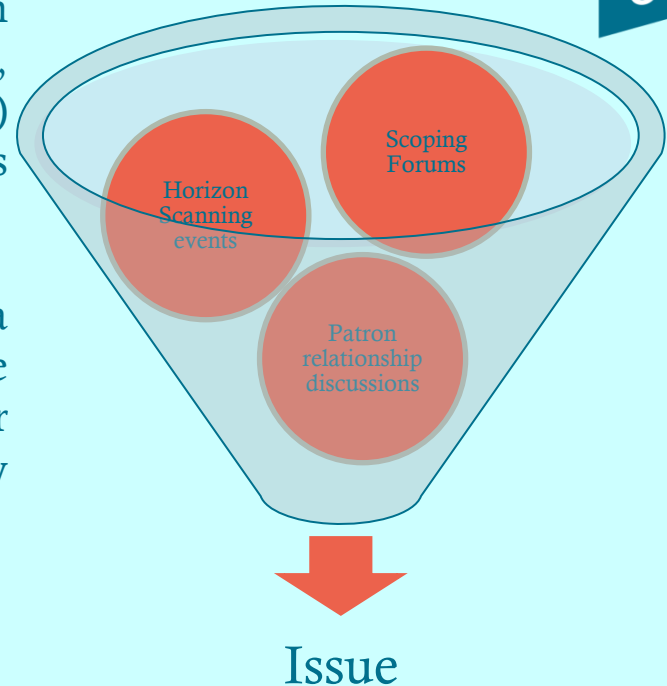 Scoping
Forums
Horizon
Scanning
events
Patron
relationship
discussions
Issue